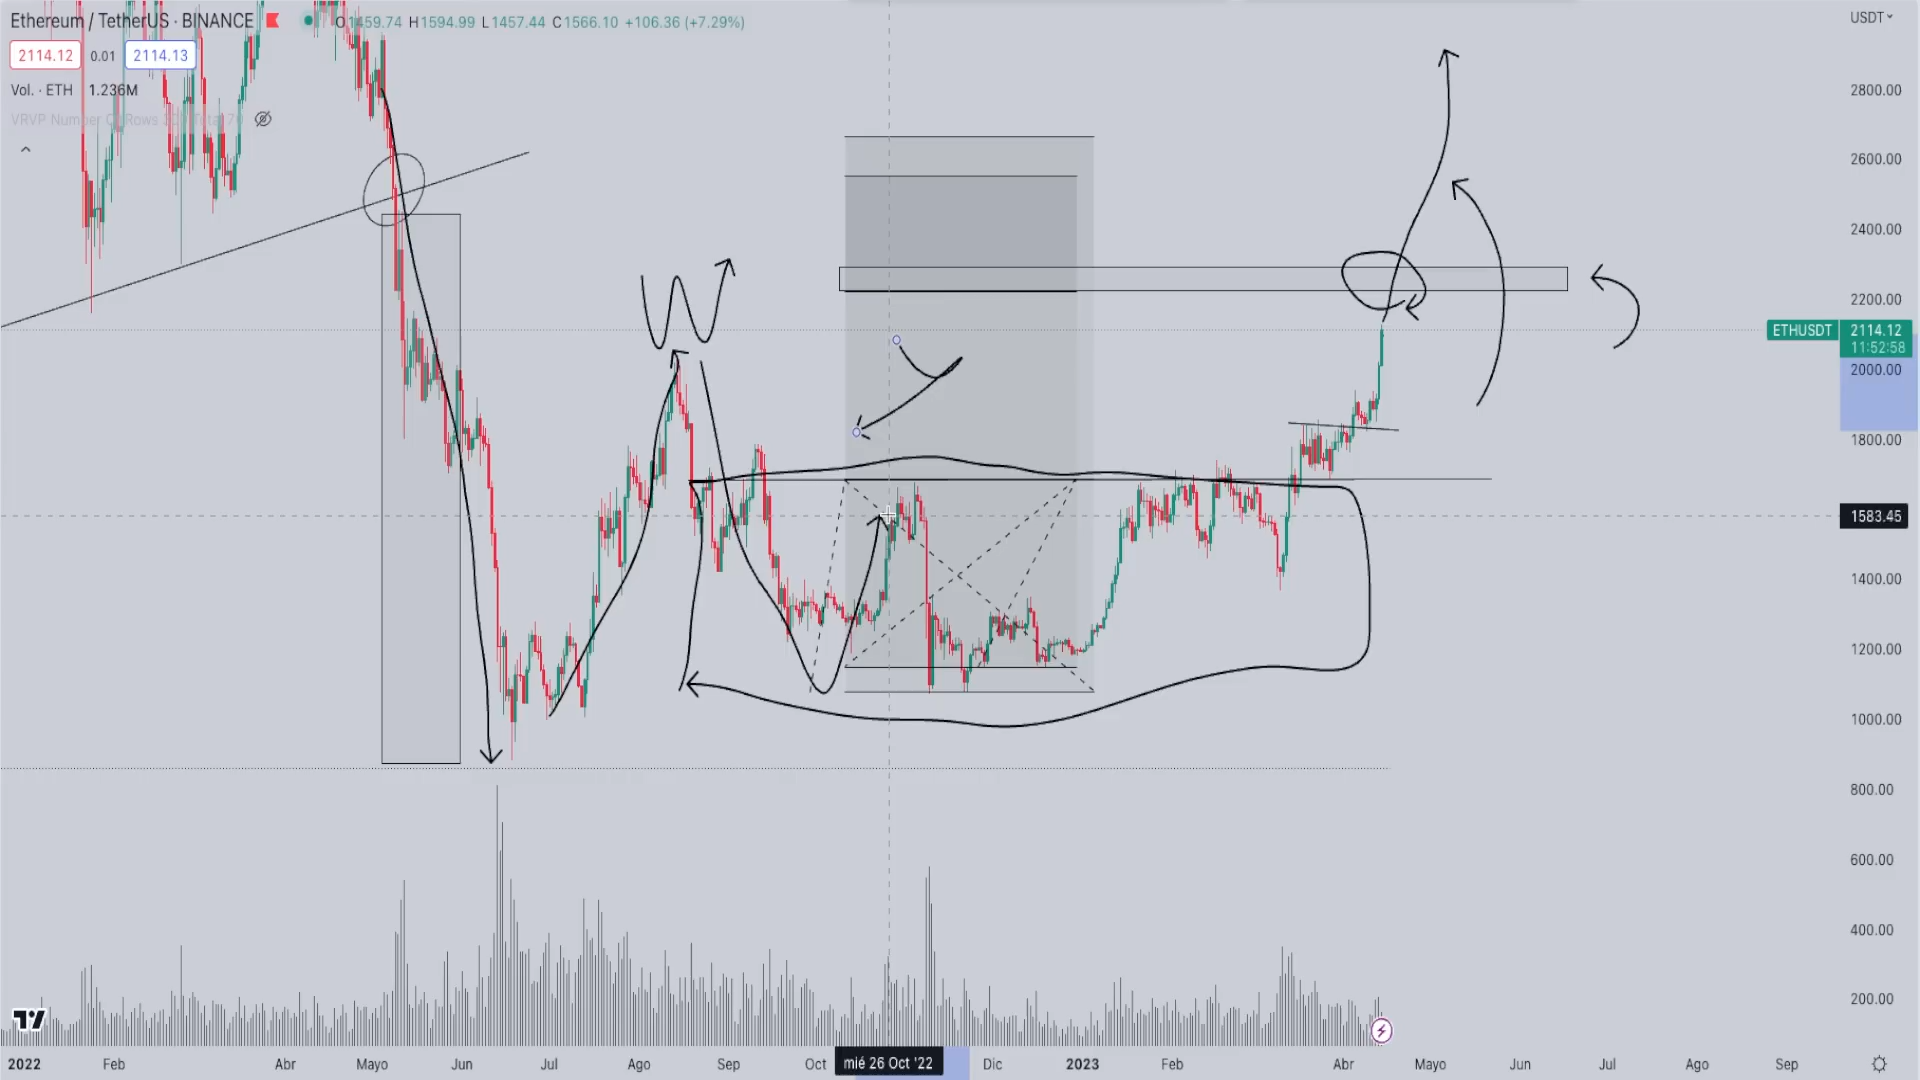 Ethereum / TetherUS · BINANCE O1459.74 H1594.99 L1457.44 C1566.10 +106.36 (+7.29%)
2114.12 0.01 2114.13
Vol. · ETH 1.236M
VRVP Number Of Rows
USDT
2800.00
2600.00
2400.00
2200.00
ETHUSDT 2114.12
11:52:58
2000.00
1800.00
1583.45
1400.00
1200.00
1000.00
800.00
600.00
400.00
200.00
W
2022 Feb Abr Mayo Jun Jul Ago Sep Oct mié 26 Oct '22 Dic 2023 Feb Abr Mayo Jun Jul Ago Sep